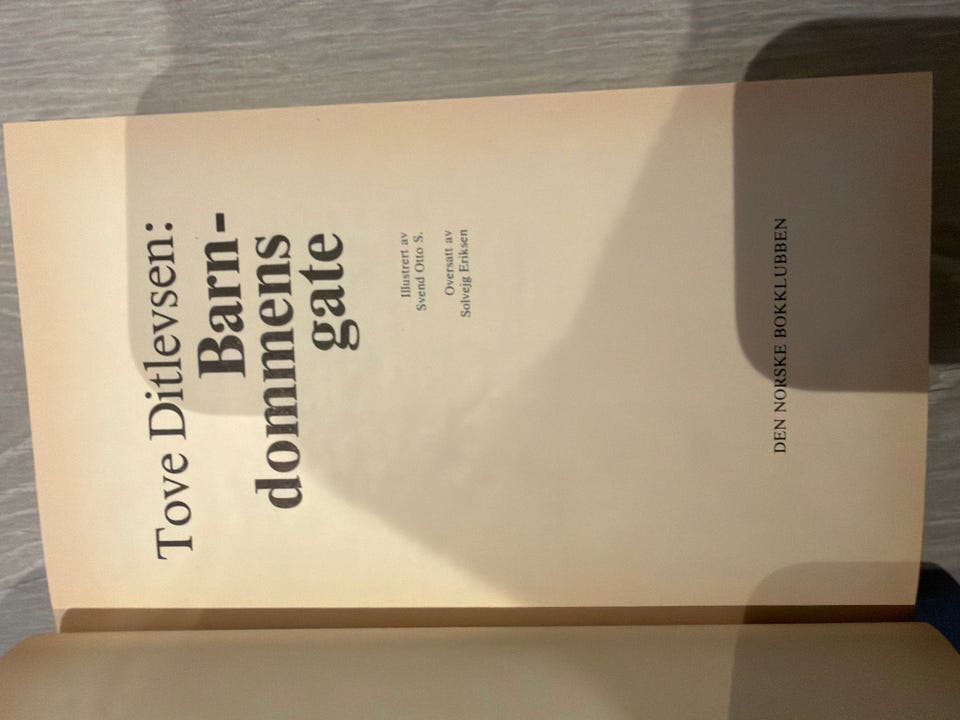 Tove Ditlevsen:
Barn-
dommens
gate
Illustrert av
Svend Otto S.
Oversatt av
Solvejg Eriksen
DEN NORSKE BOKKLUBBEN